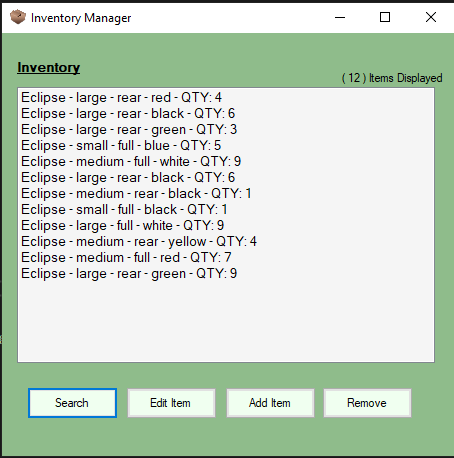 Inventory Manager
Inventory
( 12 ) Items Displayed
Eclipse - large - rear - red - QTY: 4
Eclipse - large - rear - black - QTY: 6
Eclipse - large - rear - green - QTY: 3
Eclipse - small - full - blue - QTY: 5
Eclipse - medium - full - white - QTY: 9
Eclipse - large - rear - black - QTY: 6
Eclipse - medium - rear - black - QTY: 1
Eclipse - small - full - black - QTY: 1
Eclipse - large - full - white - QTY: 9
Eclipse - medium - rear - yellow - QTY: 4
Eclipse - medium - full - red - QTY: 7
Eclipse - large - rear - green - QTY: 9
Search Edit Item Add Item Remove